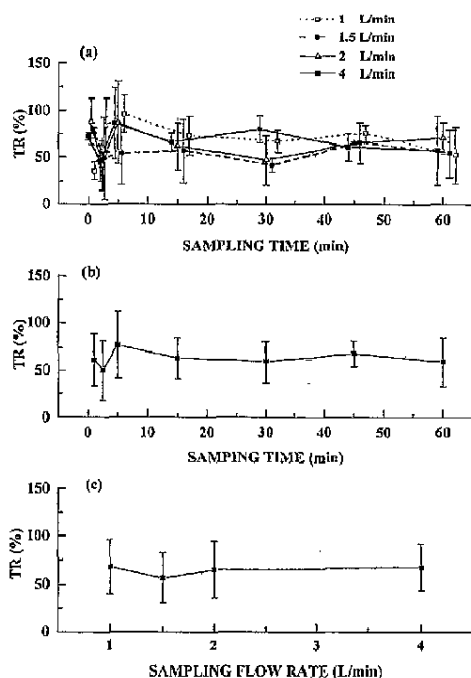 1 L/min
1.5 L/min
2 L/min
4 L/min
(a)
150
100
75
50
0
TR (%)
0 10 20 30 40 50 60
SAMPLING TIME (min)
(b)
150
100
50
0
TR (%)
0 10 20 30 40 50 60
SAMPING TIME (min)
(c)
150
100
50
0
TR (%)
1 2 3 4
SAMPLING FLOW RATE (L/min)